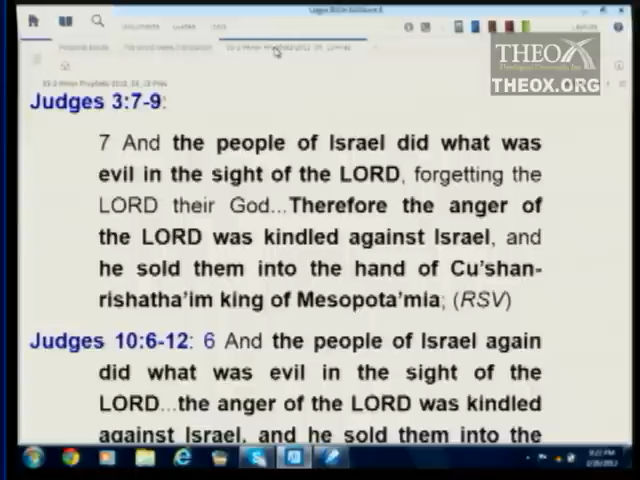 THEOX
THEOX.ORG
Judges 3:7-9:
7 And the people of Israel did what was
evil in the sight of the LORD, forgetting the
LORD their God...Therefore the anger of
the LORD was kindled against Israel, and
he sold them into the hand of Cu'shan-
rishatha'im king of Mesopota'mia; (RSV)
Judges 10:6-12: 6 And the people of Israel again
did what was evil in the sight of the
LORD...the anger of the LORD was kindled
against Israel, and he sold them into the